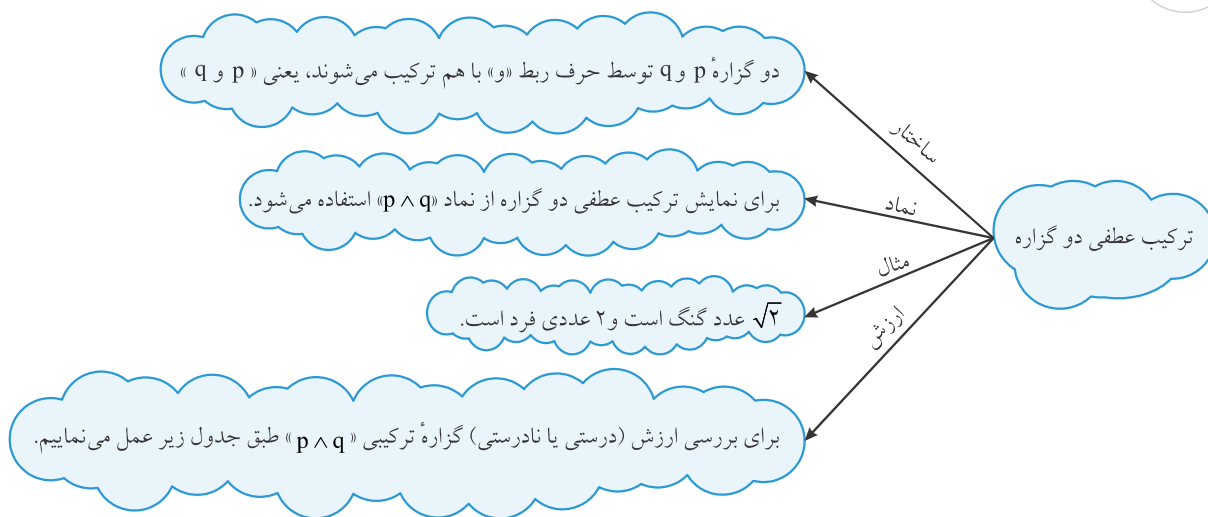 ترکیب عطفی دو گزاره
ساختار
دو گزارهٔ p و q توسط حرف ربط «و» با هم ترکیب می‌شوند، یعنی « p و q »
نماد
برای نمایش ترکیب عطفی دو گزاره از نماد «p ∧ q» استفاده می‌شود.
مثال
√۲ عدد گنگ است و ۲ عددی فرد است.
ارزش
برای بررسی ارزش (درستی یا نادرستی) گزارهٔ ترکیبی « p ∧ q » طبق جدول زیر عمل می‌نماییم.